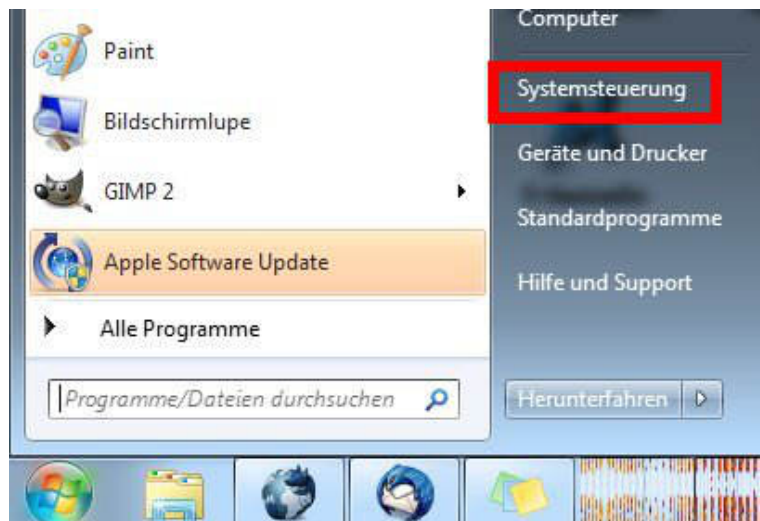 Paint
Bildschirmlupe
GIMP 2
Apple Software Update
Alle Programme
Programme/Dateien durchsuchen
Computer
Systemsteuerung
Geräte und Drucker
Standardprogramme
Hilfe und Support
Herunterfahren